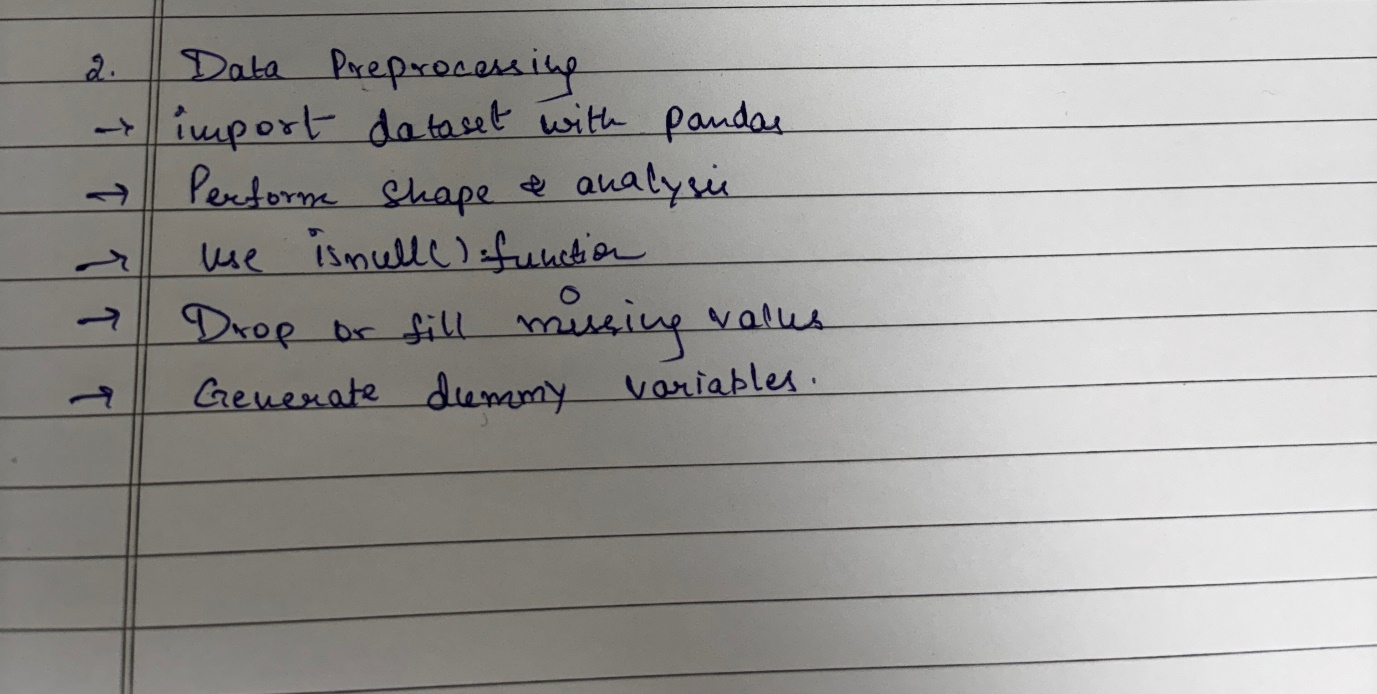 2. Data Preprocessing
→ import dataset with pandas
→ Perform shape & analysis
→ Use isnull() function
→ Drop or fill missing values
→ Generate dummy variables.